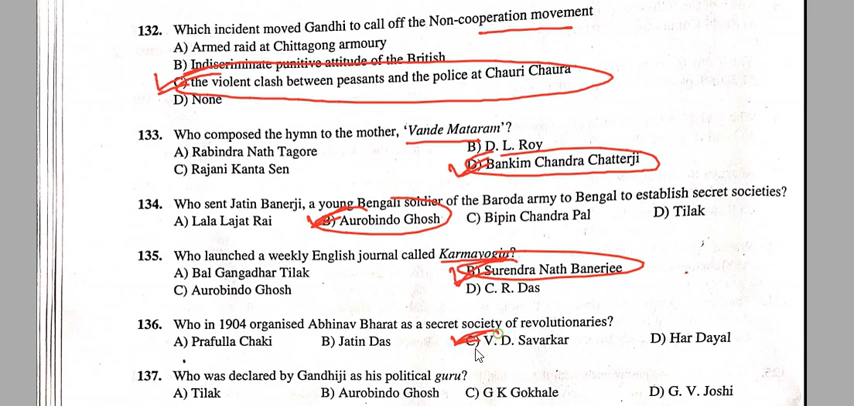 132. Which incident moved Gandhi to call off the Non-cooperation movement
A) Armed raid at Chittagong armoury
B) Indiscriminate punitive attitude of the British
C) the violent clash between peasants and the police at Chauri Chaura
D) None
133. Who composed the hymn to the mother, 'Vande Mataram'?
A) Rabindra Nath Tagore B) D. L. Roy
C) Rajani Kanta Sen D) Bankim Chandra Chatterji
134. Who sent Jatin Banerji, a young Bengali soldier of the Baroda army to Bengal to establish secret societies?
A) Lala Lajat Rai B) Aurobindo Ghosh C) Bipin Chandra Pal D) Tilak
135. Who launched a weekly English journal called Karmayogin?
A) Bal Gangadhar Tilak B) Surendra Nath Banerjee
C) Aurobindo Ghosh D) C. R. Das
136. Who in 1904 organised Abhinav Bharat as a secret society of revolutionaries?
A) Prafulla Chaki B) Jatin Das C) V. D. Savarkar D) Har Dayal
137. Who was declared by Gandhiji as his political guru?
A) Tilak B) Aurobindo Ghosh C) G K Gokhale D) G. V. Joshi